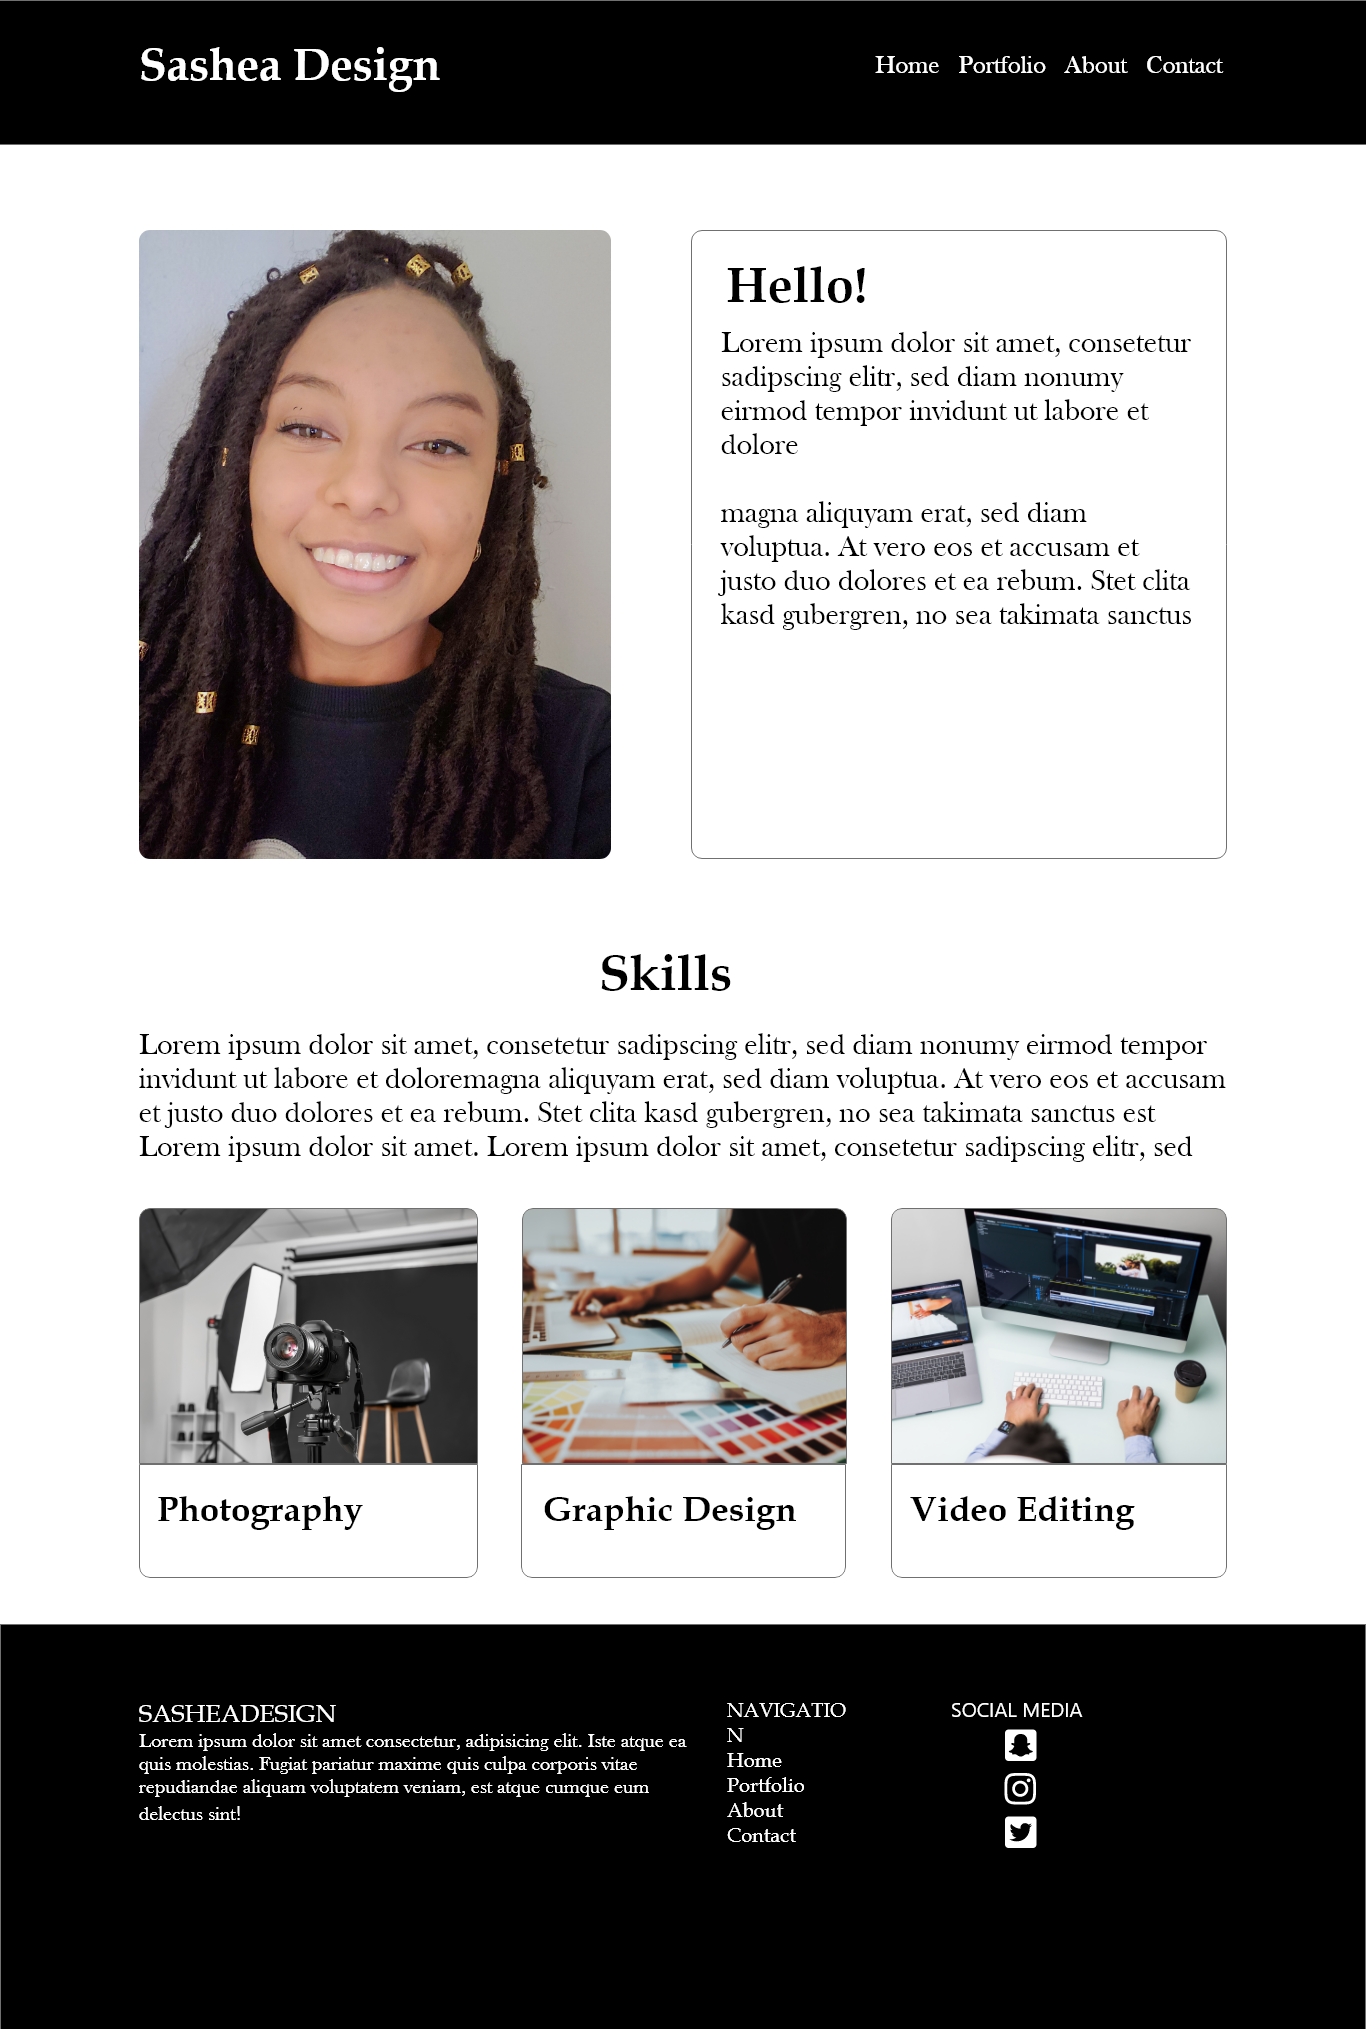 Sashea Design
Home Portfolio About Contact
Hello!
Lorem ipsum dolor sit amet, consetetur
sadipscing elitr, sed diam nonumy
eirmod tempor invidunt ut labore et
dolore
magna aliquyam erat, sed diam
voluptua. At vero eos et accusam et
justo duo dolores et ea rebum. Stet clita
kasd gubergren, no sea takimata sanctus
Skills
Lorem ipsum dolor sit amet, consetetur sadipscing elitr, sed diam nonumy eirmod tempor
invidunt ut labore et doloremagna aliquyam erat, sed diam voluptua. At vero eos et accusam
et justo duo dolores et ea rebum. Stet clita kasd gubergren, no sea takimata sanctus est
Lorem ipsum dolor sit amet. Lorem ipsum dolor sit amet, consetetur sadipscing elitr, sed
Photography
Graphic Design
Video Editing
SASHEADESIGN
Lorem ipsum dolor sit amet consectetur, adipisicing elit. Iste atque ea
quis molestias. Fugiat pariatur maxime quis culpa corporis vitae
repudiandae aliquam voluptatem veniam, est atque cumque eum
delectus sint!
NAVIGATIO
N
Home
Portfolio
About
Contact
SOCIAL MEDIA